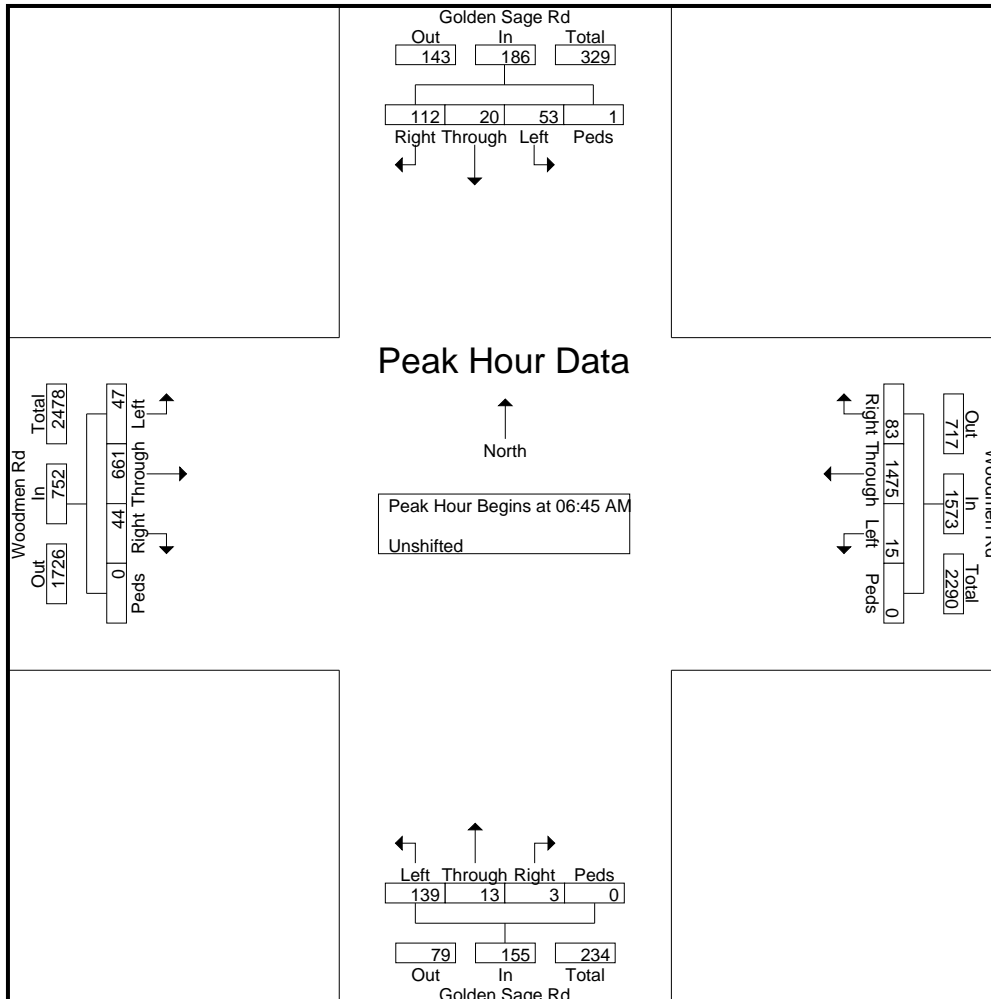 Golden Sage Rd
Out In Total
143 186 329
112 20 53 1
Right Through Left Peds
Peak Hour Data
North
Peak Hour Begins at 06:45 AM
Unshifted
Woodmen Rd
Total In Out
2478 752 1726
47 661 44 0
Left Through Right Peds
Woodmen Rd
Out In Total
717 1573 2290
83 1475 15 0
Right Through Left Peds
Left Through Right Peds
139 13 3 0
79 155 234
Out In Total
Golden Sage Rd